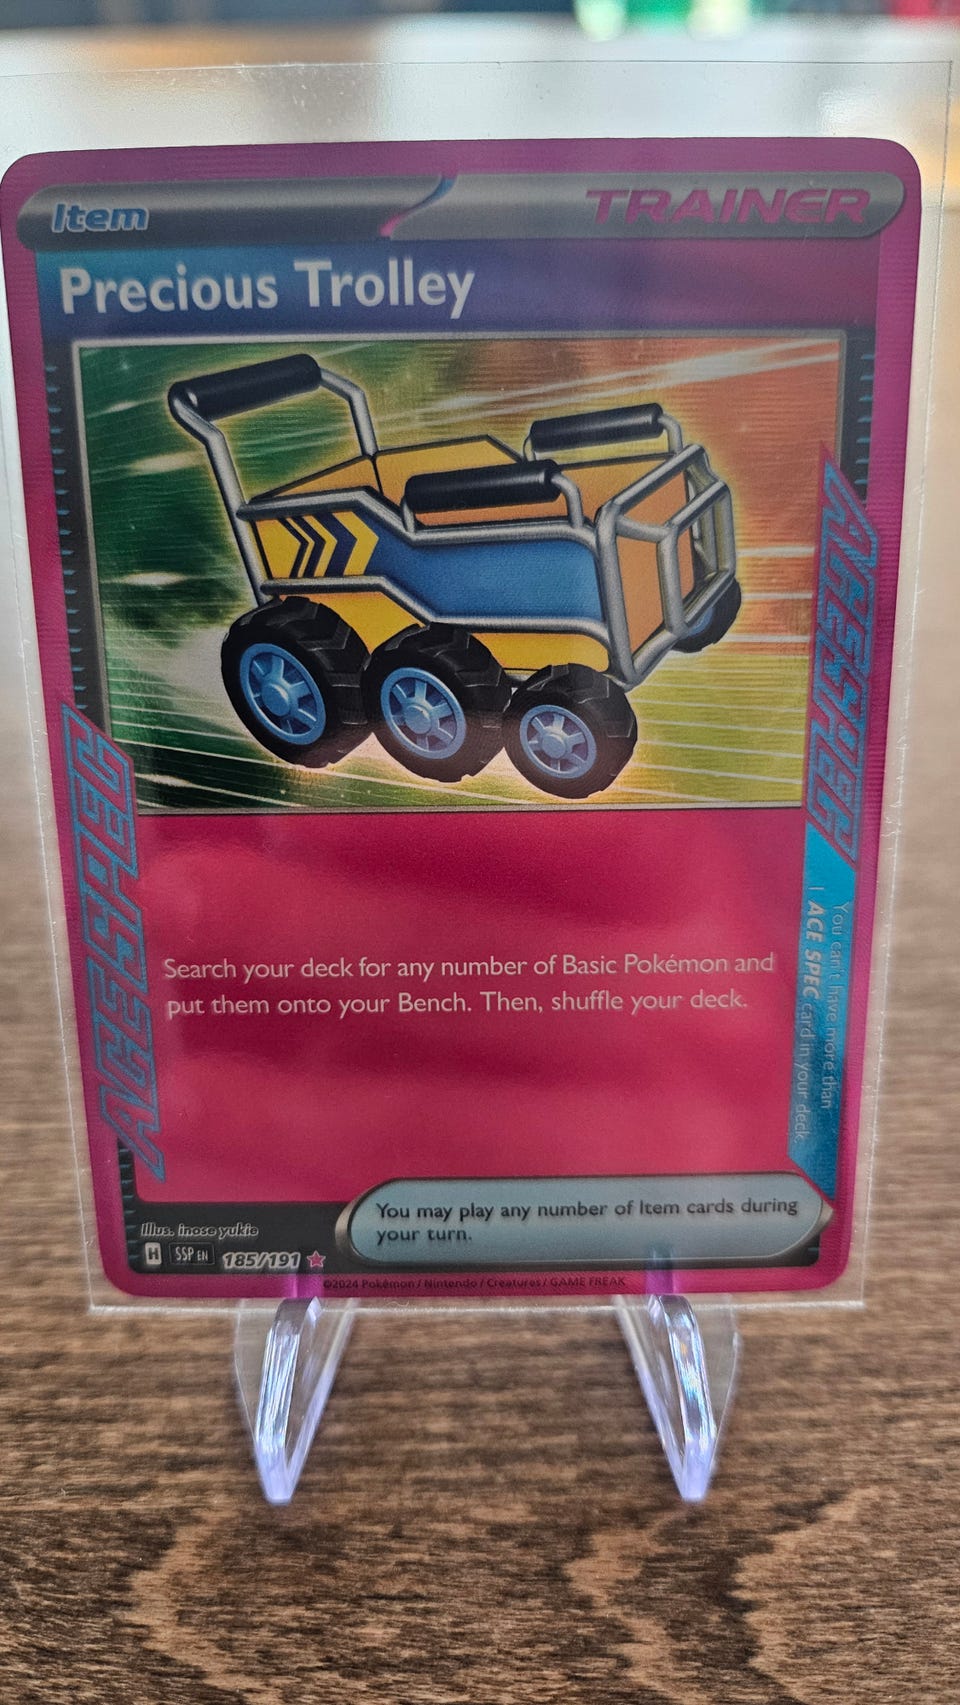 Item
TRAINER
Precious Trolley
ACE SPEC
ACE SPEC
Search your deck for any number of Basic Pokémon and
put them onto your Bench. Then, shuffle your deck.
You can't have more than
1 ACE SPEC card in your deck.
Illus. inose yukie
You may play any number of Item cards during
your turn.
H SSP EN 185/191
©2024 Pokémon / Nintendo / Creatures / GAME FREAK